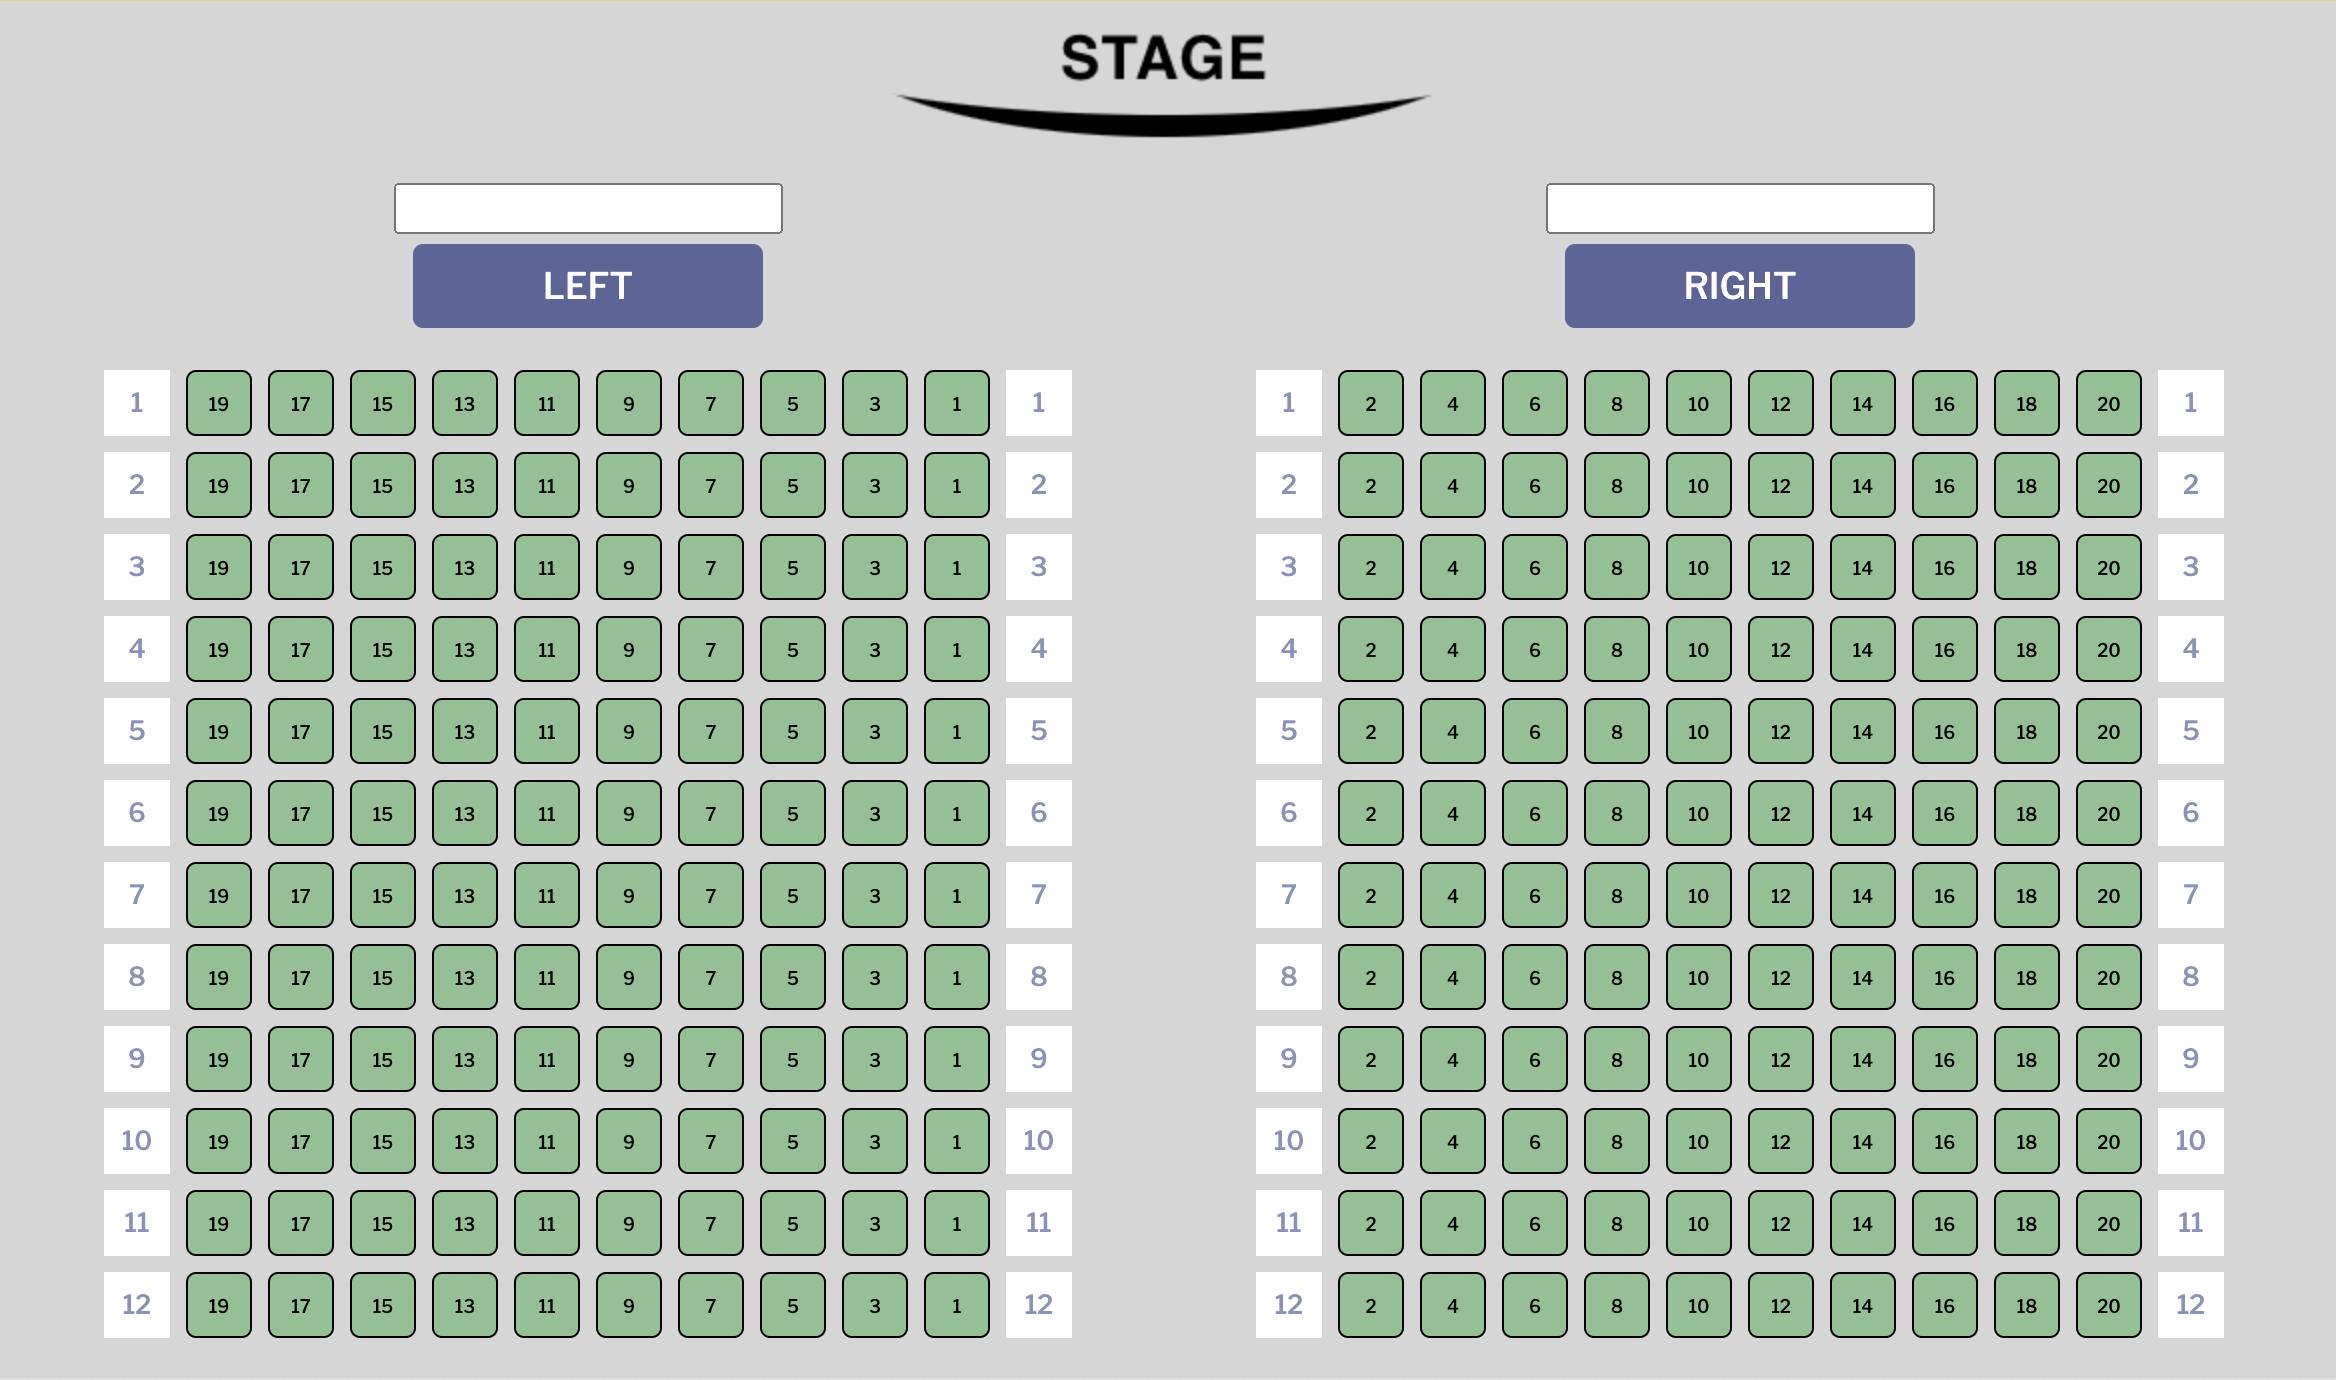 STAGE
LEFT RIGHT
1 19 17 15 13 11 9 7 5 3 1 1 1 2 4 6 8 10 12 14 16 18 20 1
2 19 17 15 13 11 9 7 5 3 1 2 2 2 4 6 8 10 12 14 16 18 20 2
3 19 17 15 13 11 9 7 5 3 1 3 3 2 4 6 8 10 12 14 16 18 20 3
4 19 17 15 13 11 9 7 5 3 1 4 4 2 4 6 8 10 12 14 16 18 20 4
5 19 17 15 13 11 9 7 5 3 1 5 5 2 4 6 8 10 12 14 16 18 20 5
6 19 17 15 13 11 9 7 5 3 1 6 6 2 4 6 8 10 12 14 16 18 20 6
7 19 17 15 13 11 9 7 5 3 1 7 7 2 4 6 8 10 12 14 16 18 20 7
8 19 17 15 13 11 9 7 5 3 1 8 8 2 4 6 8 10 12 14 16 18 20 8
9 19 17 15 13 11 9 7 5 3 1 9 9 2 4 6 8 10 12 14 16 18 20 9
10 19 17 15 13 11 9 7 5 3 1 10 10 2 4 6 8 10 12 14 16 18 20 10
11 19 17 15 13 11 9 7 5 3 1 11 11 2 4 6 8 10 12 14 16 18 20 11
12 19 17 15 13 11 9 7 5 3 1 12 12 2 4 6 8 10 12 14 16 18 20 12